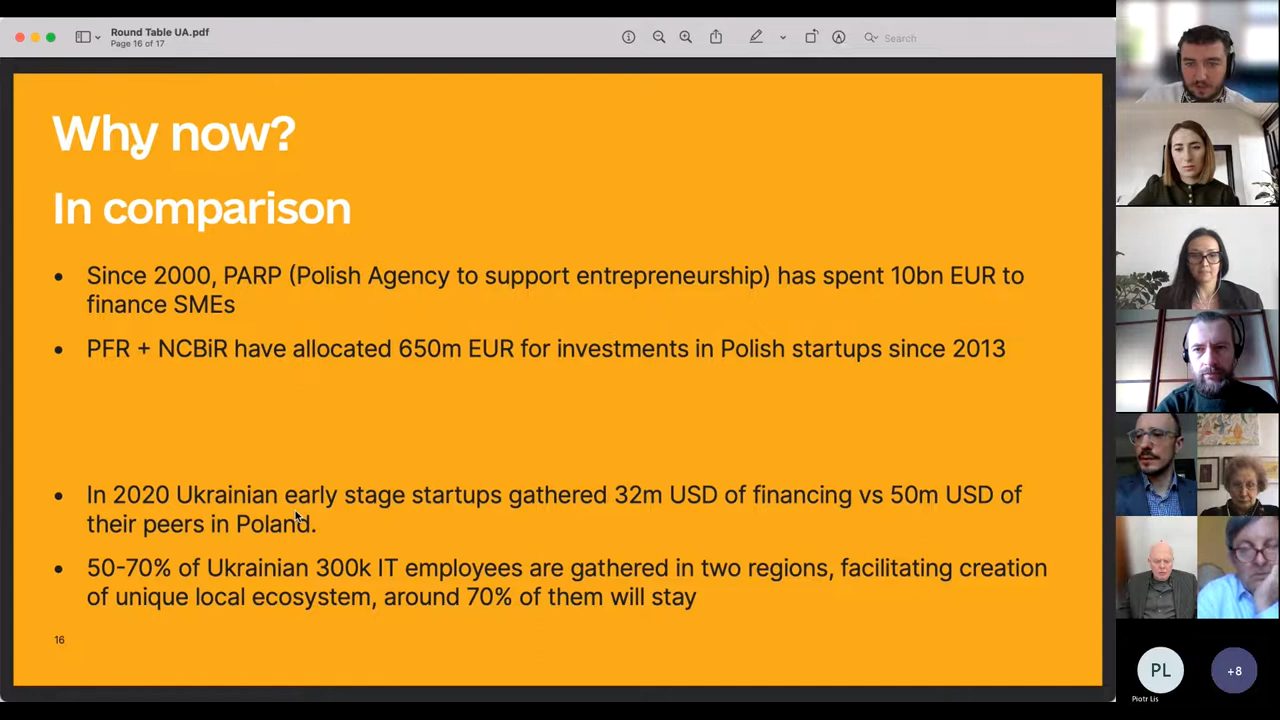 Round Table UA.pdf
Page 16 of 17
Search
Why now?
In comparison
• Since 2000, PARP (Polish Agency to support entrepreneurship) has spent 10bn EUR to
finance SMEs
• PFR + NCBiR have allocated 650m EUR for investments in Polish startups since 2013
• In 2020 Ukrainian early stage startups gathered 32m USD of financing vs 50m USD of
their peers in Poland.
• 50-70% of Ukrainian 300k IT employees are gathered in two regions, facilitating creation
of unique local ecosystem, around 70% of them will stay
16
PL
+8
Piotr Lis